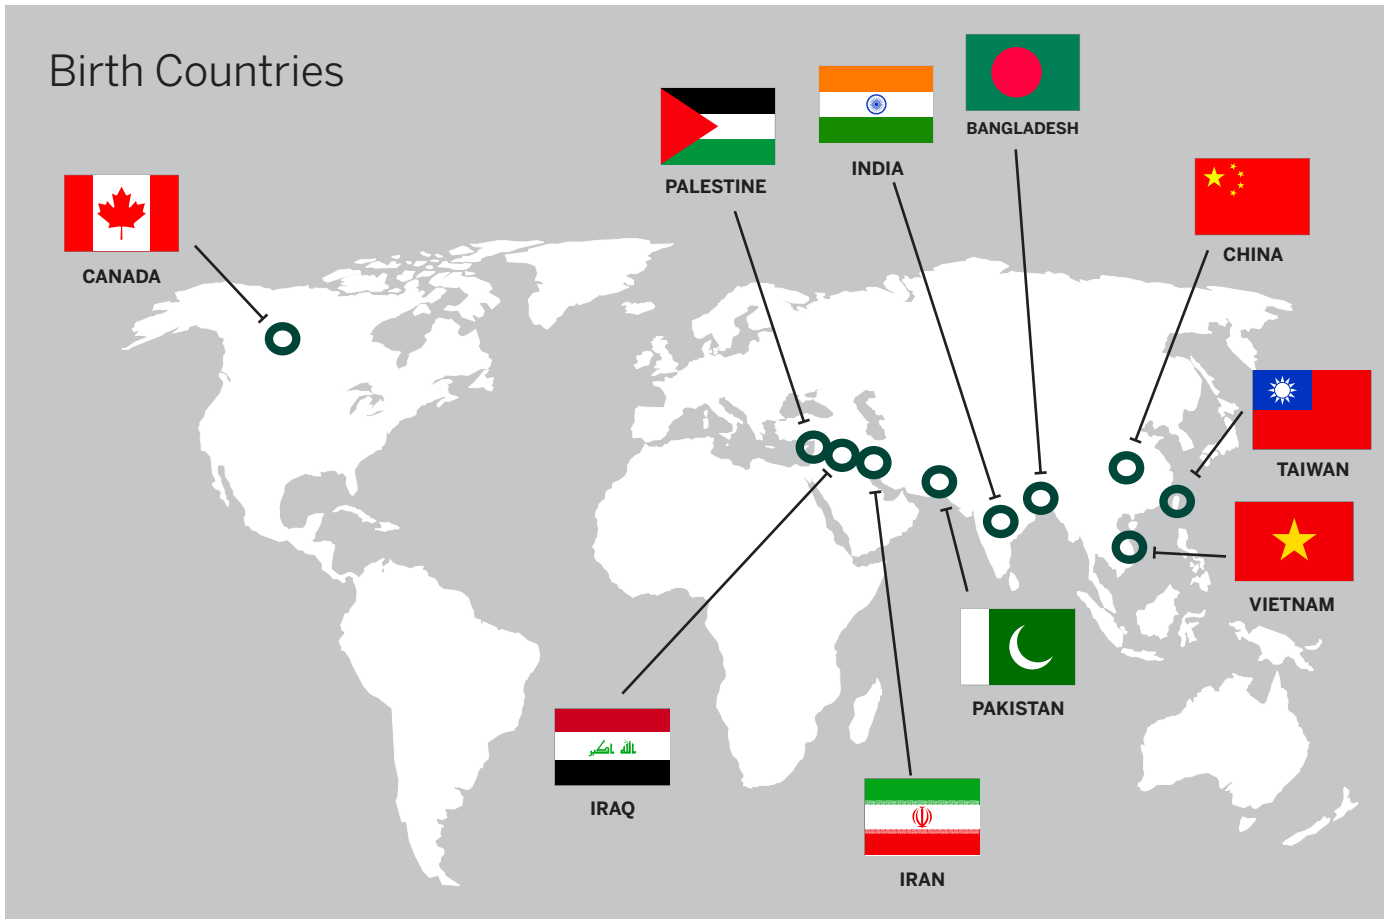 Birth Countries
BANGLADESH
INDIA
PALESTINE
CHINA
CANADA
TAIWAN
VIETNAM
PAKISTAN
الله اكبر
IRAQ
IRAN